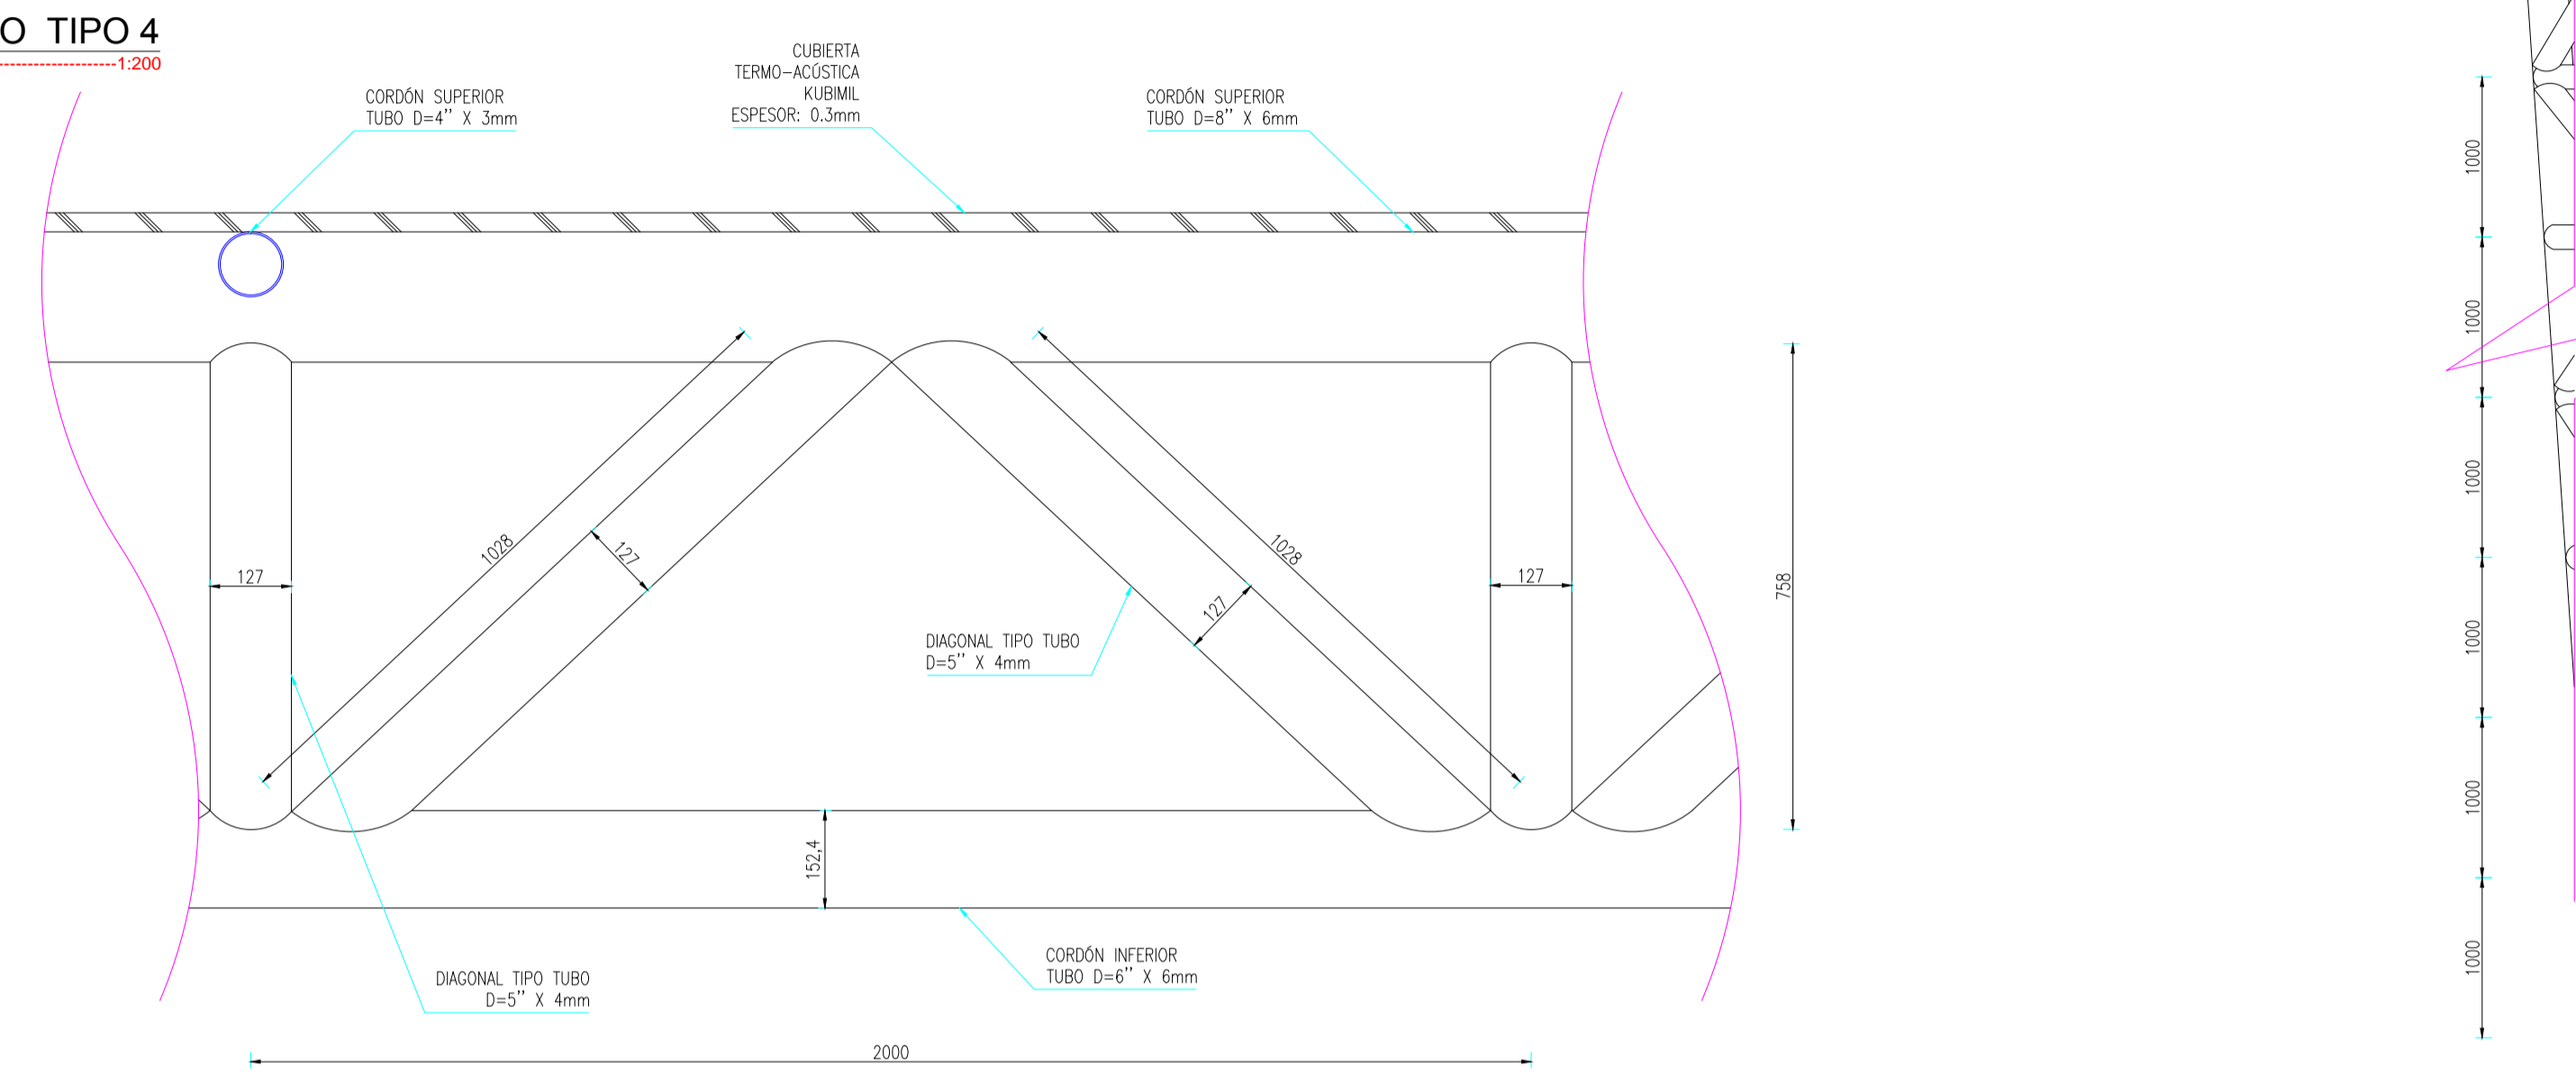 O TIPO 4
1:200
CORDÓN SUPERIOR
TUBO D=4'' X 3mm
CUBIERTA
TERMO-ACÚSTICA
KUBIMIL
ESPESOR: 0.3mm
CORDÓN SUPERIOR
TUBO D=8'' X 6mm
1028
127
127
1028
127
127
758
DIAGONAL TIPO TUBO
D=5'' X 4mm
152,4
DIAGONAL TIPO TUBO
D=5'' X 4mm
CORDÓN INFERIOR
TUBO D=6'' X 6mm
2000
1000
1000
1000
1000
1000
1000